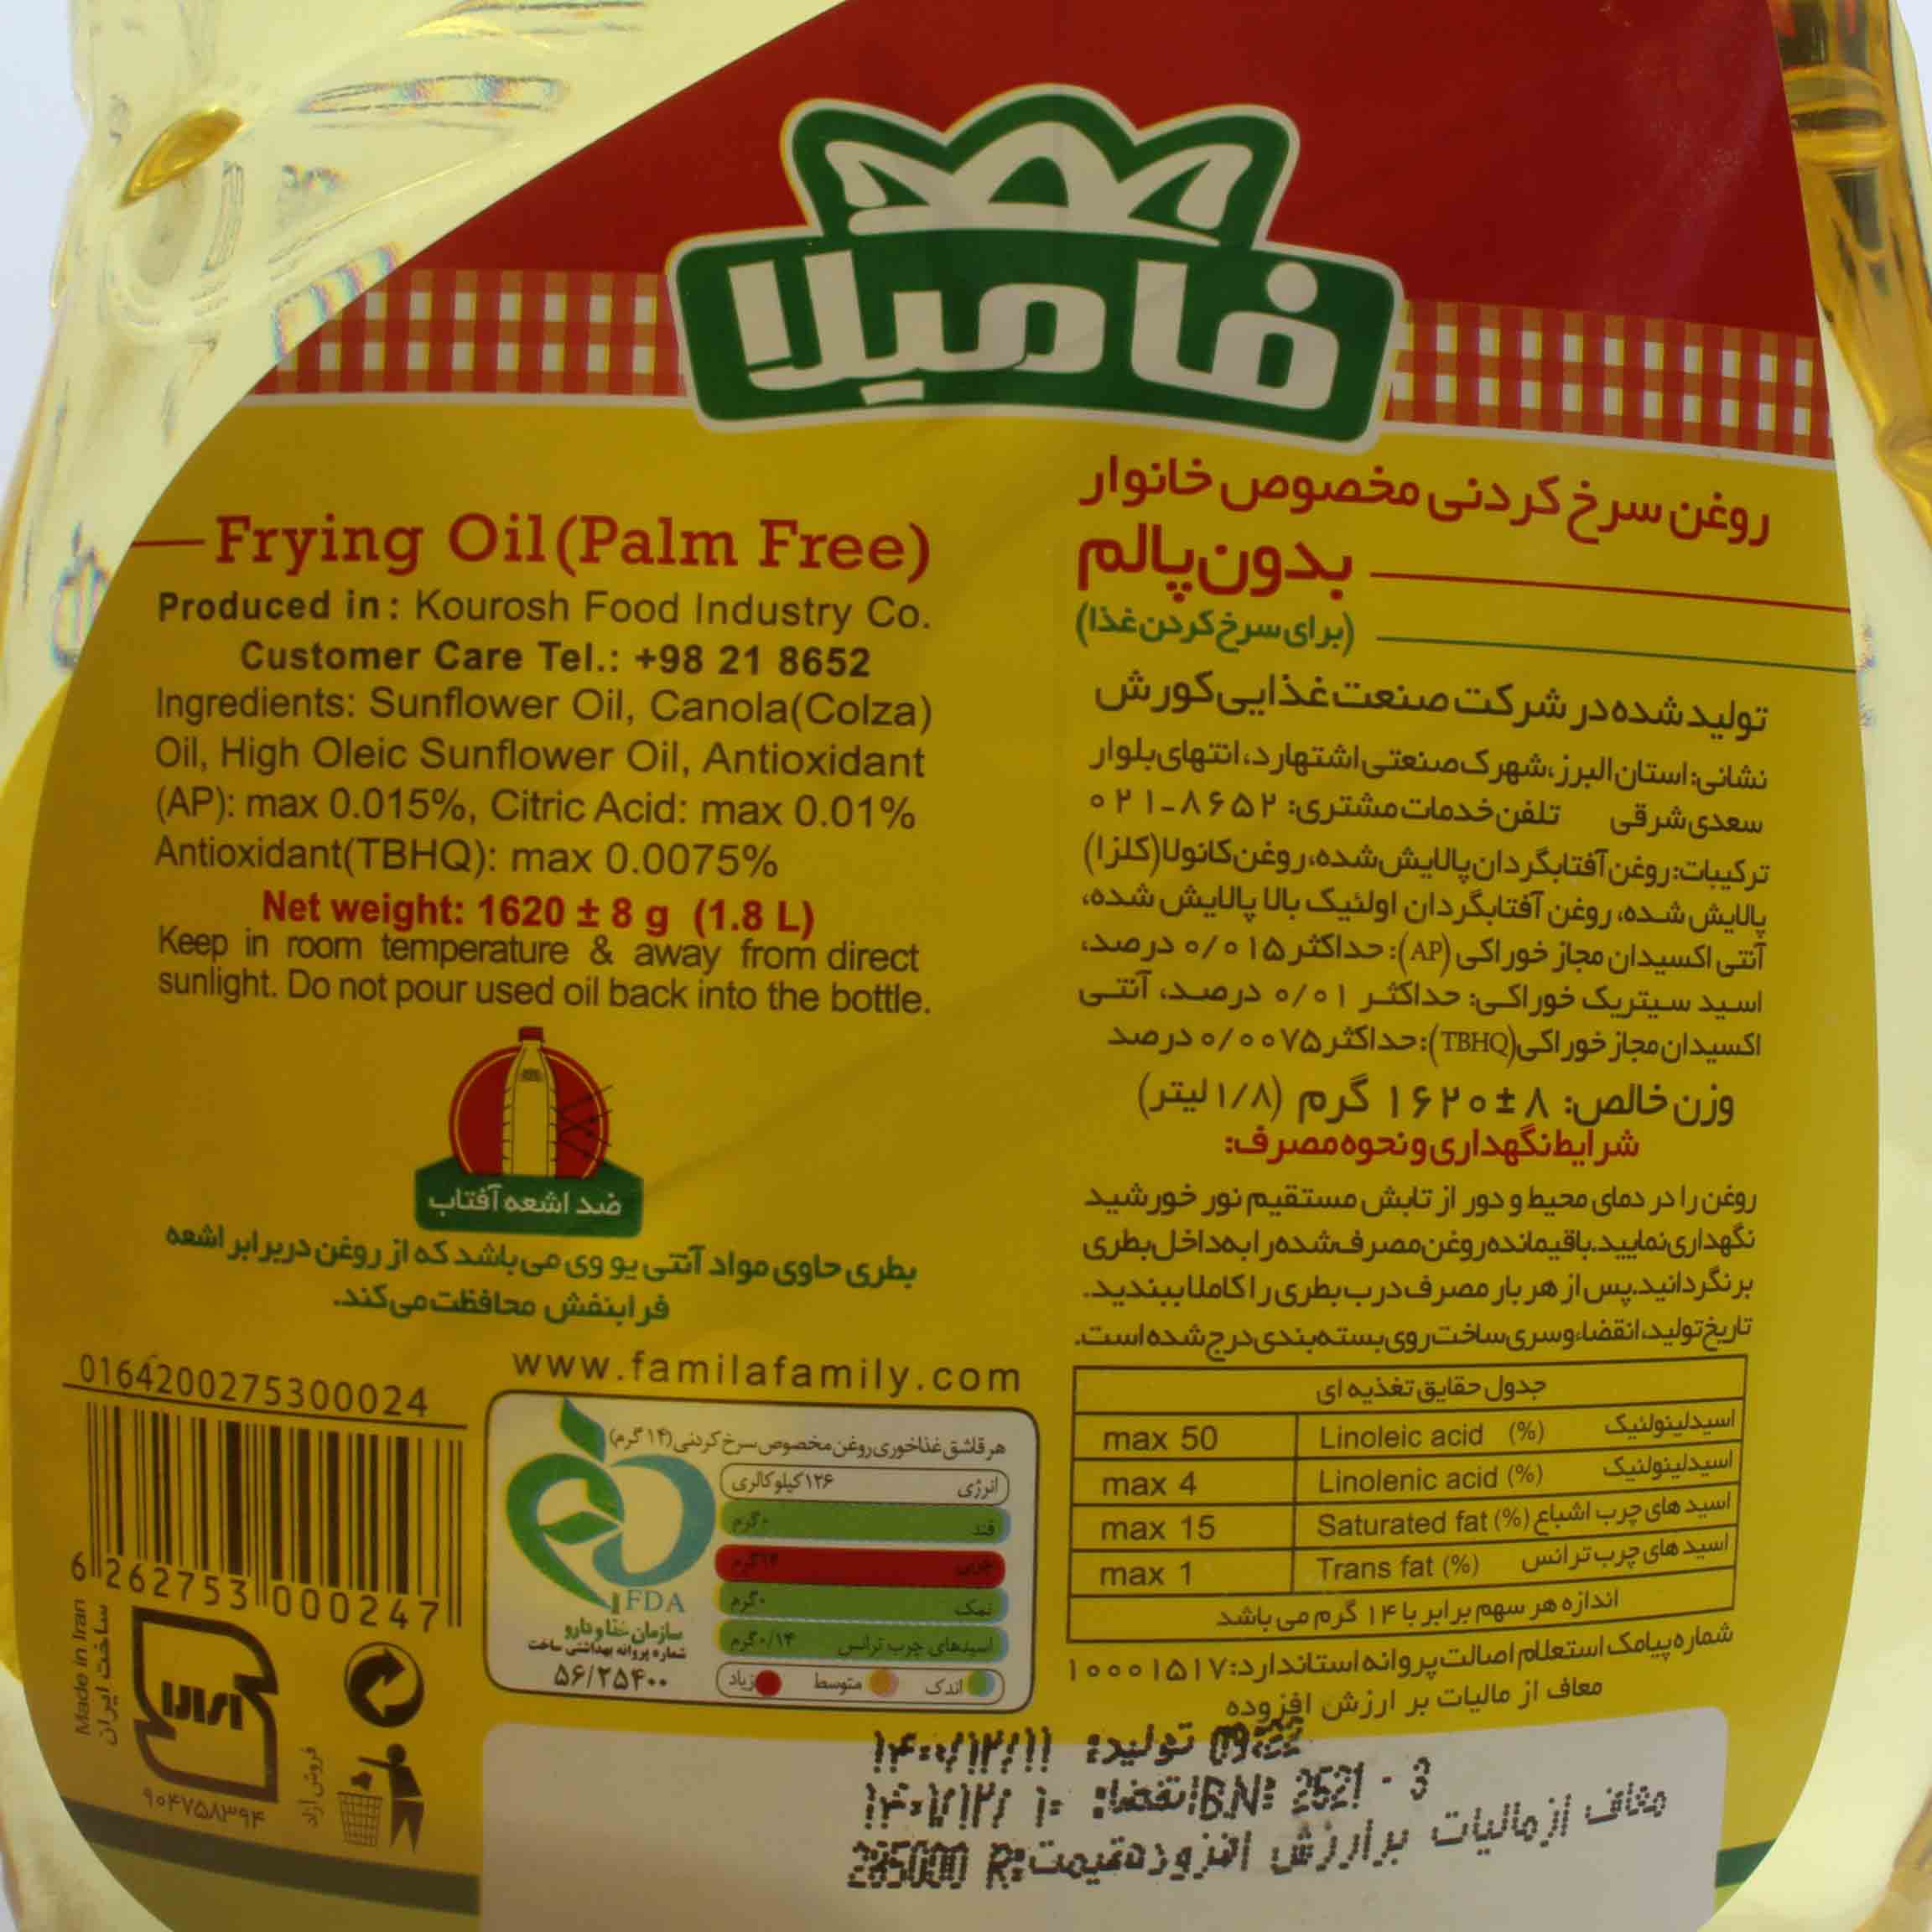 فامیلا
Frying Oil(Palm Free)
Produced in: Kourosh Food Industry Co.
Customer Care Tel.: +98 21 8652
Ingredients: Sunflower Oil, Canola(Colza)
Oil, High Oleic Sunflower Oil, Antioxidant
(AP): max 0.015%, Citric Acid: max 0.01%
Antioxidant(TBHQ): max 0.0075%
Net weight: 1620 ± 8 g (1.8 L)
Keep in room temperature & away from direct
sunlight. Do not pour used oil back into the bottle.
ضد اشعه آفتاب
بطری حاوی مواد آنتی یو وی می‌باشد که از روغن در برابر اشعه
فرابنفش محافظت می‌کند.
www.familafamily.com
0164200275300024
6 262753 000247
Made in Iran
ساخت ایران
۹۰۴۷۵۸۳۹۴
فروش آزاد
هر قاشق غذاخوری روغن مخصوص سرخ کردنی (۱۴ گرم)
انرژی ۱۲۶ کیلوکالری
قند ۰ گرم
چربی ۱۴ گرم
نمک ۰ گرم
اسیدهای چرب ترانس ۰/۱۴ گرم
اندک متوسط زیاد
IFDA
سازمان غذا و دارو
شماره پروانه بهداشتی ساخت
۵۶/۲۵۴۰۰
روغن سرخ کردنی مخصوص خانوار
بدون پالم
(برای سرخ کردن غذا)
تولید شده در شرکت صنعت غذایی کورش
نشانی: استان البرز، شهرک صنعتی اشتهارد، انتهای بلوار
سعدی شرقی تلفن خدمات مشتری: ۸۶۵۲-۰۲۱
ترکیبات: روغن آفتابگردان پالایش شده، روغن کانولا (کلزا)
پالایش شده، روغن آفتابگردان اولئیک بالا پالایش شده،
آنتی اکسیدان مجاز خوراکی (AP): حداکثر ۰/۰۱۵ درصد،
اسید سیتریک خوراکی: حداکثر ۰/۰۱ درصد، آنتی
اکسیدان مجاز خوراکی (TBHQ): حداکثر ۰/۰۰۷۵ درصد
وزن خالص: ۸±۱۶۲۰ گرم (۱/۸ لیتر)
شرایط نگهداری و نحوه مصرف:
روغن را در دمای محیط و دور از تابش مستقیم نور خورشید
نگهداری نمایید. باقیمانده روغن مصرف شده را به داخل بطری
برنگردانید. پس از هر بار مصرف درب بطری را کاملا ببندید.
تاریخ تولید، انقضاء و سری ساخت روی بسته‌بندی درج شده است.
جدول حقایق تغذیه ای
max 50 Linoleic acid (%) اسیدلینولئیک
max 4 Linolenic acid (%) اسیدلینولنیک
max 15 Saturated fat (%) اسید های چرب اشباع
max 1 Trans fat (%) اسید های چرب ترانس
اندازه هر سهم برابر با ۱۴ گرم می باشد
شماره پیامک استعلام اصالت پروانه استاندارد: ۱۰۰۰۱۵۱۷
معاف از مالیات بر ارزش افزوده
تولید:
انقضا: BN: 2521 - 3
معاف از مالیات بر ارزش افزوده قیمت: